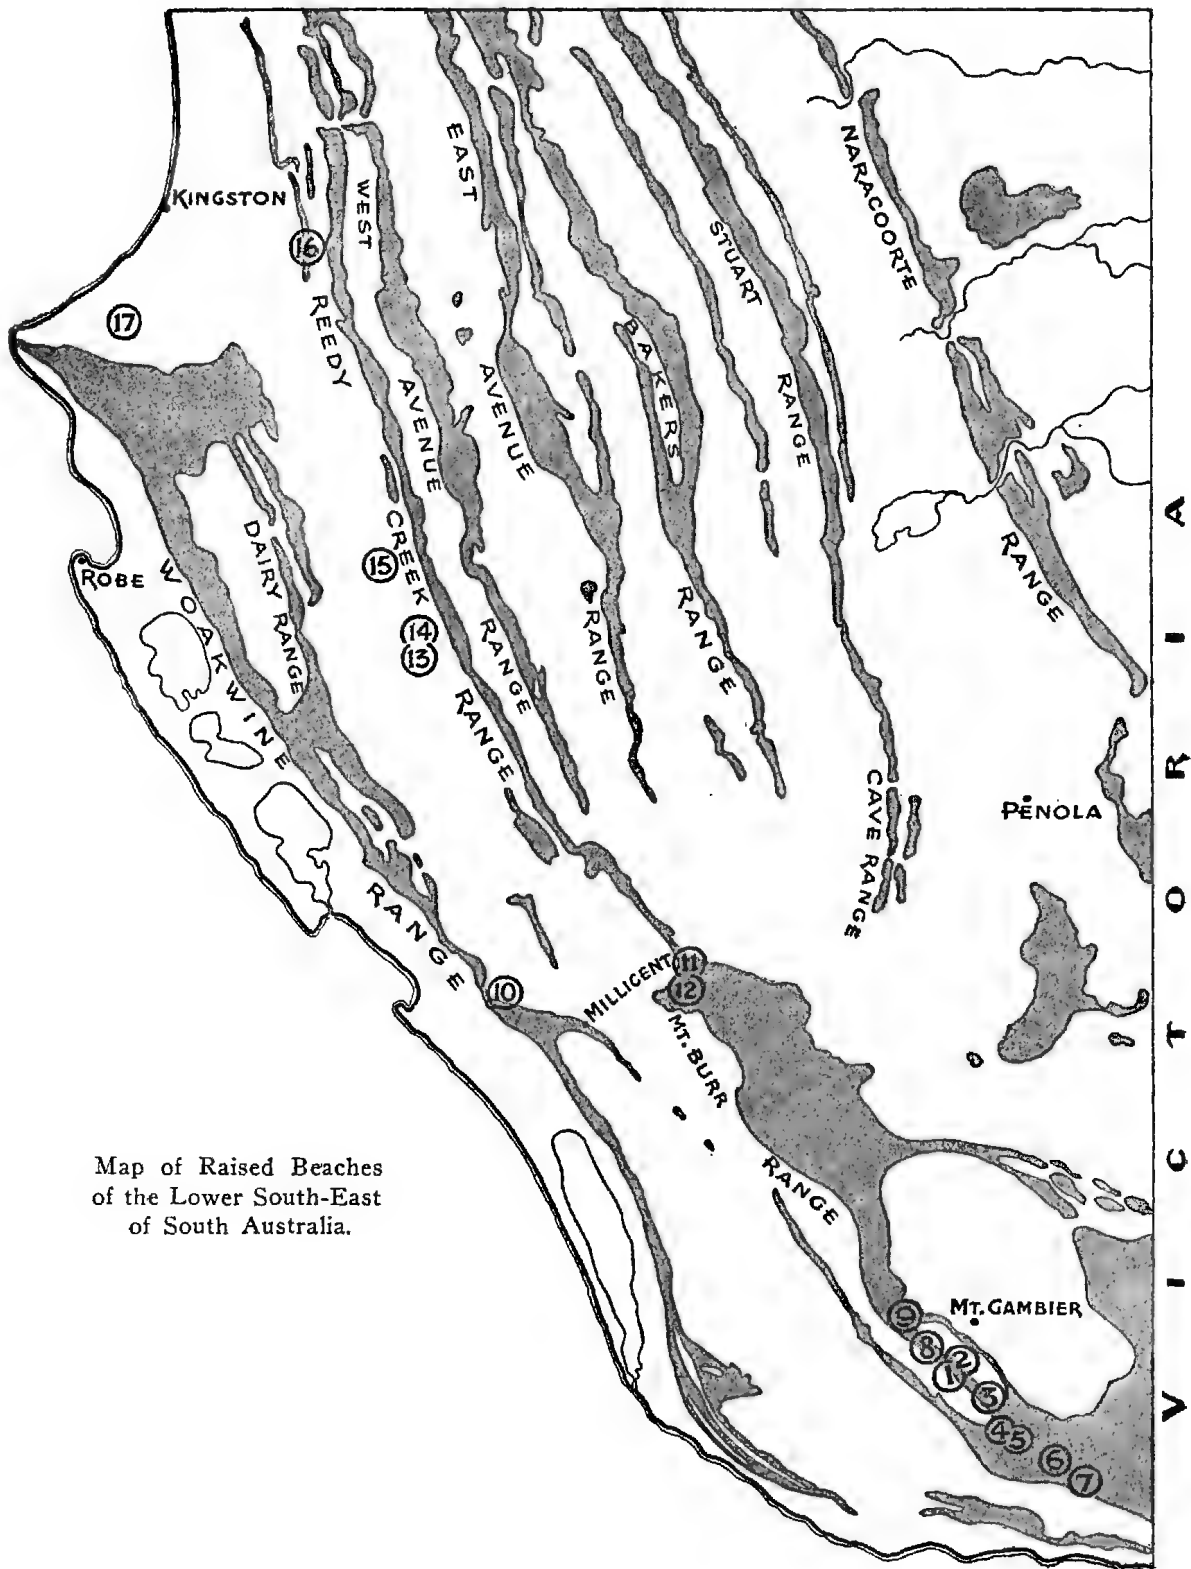 KINGSTON
ROBE
WOAKWINE RANGE
DAIRY RANGE
REEDY CREEK RANGE
WEST AVENUE RANGE
EAST AVENUE RANGE
BAKERS RANGE
STUART RANGE
NARACOORTE RANGE
CAVE RANGE
PENOLA
MILLICENT
MT. BURR RANGE
MT. GAMBIER
VICTORIA
17
16
15
14
13
10
11
12
9
8
2
1
3
4
5
6
7
Map of Raised Beaches
of the Lower South-East
of South Australia.